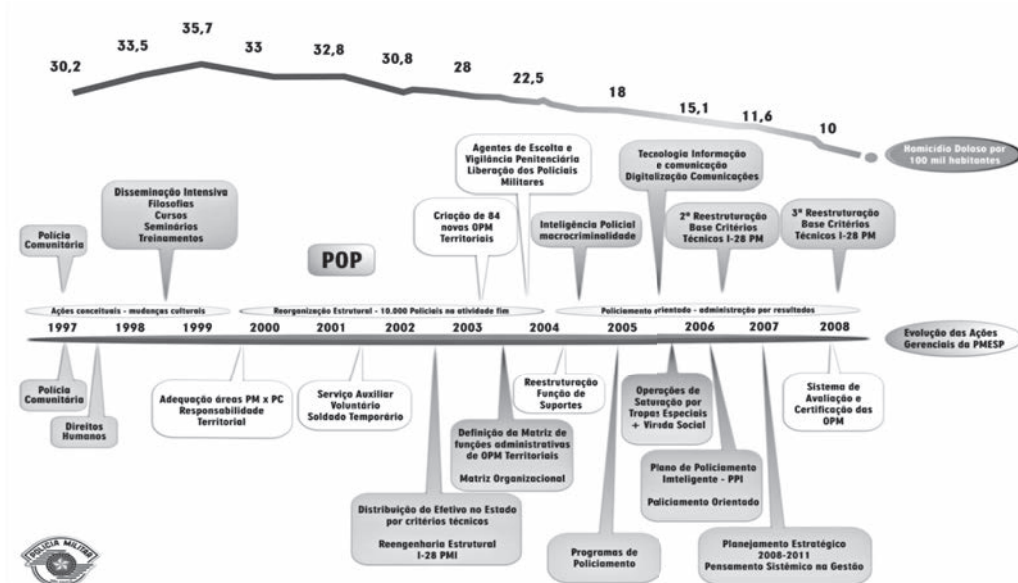 30,2
33,5
35,7
33
32,8
30,8
28
22,5
18
15,1
11,6
10
Homicídio Doloso por
100 mil habitantes
Polícia
Comunitária
Disseminação Intensiva
Filosofias
Cursos
Seminários
Treinamentos
POP
Criação de 84
novas OPM
Territoriais
Agentes de Escolta e
Vigilância Penitenciária
Liberação dos Policiais
Militares
Inteligência Policial
macrocriminalidade
Tecnologia Informação
e comunicação
Digitalização Comunicações
2ª Reestruturação
Base Critérios
Técnicos I-28 PM
3ª Reestruturação
Base Critérios
Técnicos I-28 PM
Ações conceituais - mudanças culturais
Reorganização Estrutural - 10.000 Policiais na atividade fim
Policiamento orientado - administração por resultados
1997 1998 1999 2000 2001 2002 2003 2004 2005 2006 2007 2008
Evolução das Ações
Gerenciais da PMESP
Polícia
Comunitária
Direitos
Humanos
Adequação áreas PM x PC
Responsabilidade
Territorial
Serviço Auxiliar
Voluntário
Soldado Temporário
Distribuição do Efetivo no Estado
por critérios técnicos
Reengenharia Estrutural
I-28 PMI
Definição da Matriz de
funções administrativas
de OPM Territoriais
Matriz Organizacional
Reestruturação
Função de
Suportes
Programas de
Policiamento
Operações de
Saturação por
Tropas Especiais
+ Virada Social
Plano de Policiamento
Imteligente - PPI
Policiamento Orientado
Planejamento Estratégico
2008-2011
Pensamento Sistêmico na Gestão
Sistema de
Avaliação e
Certificação das
OPM
POLÍCIA MILITAR